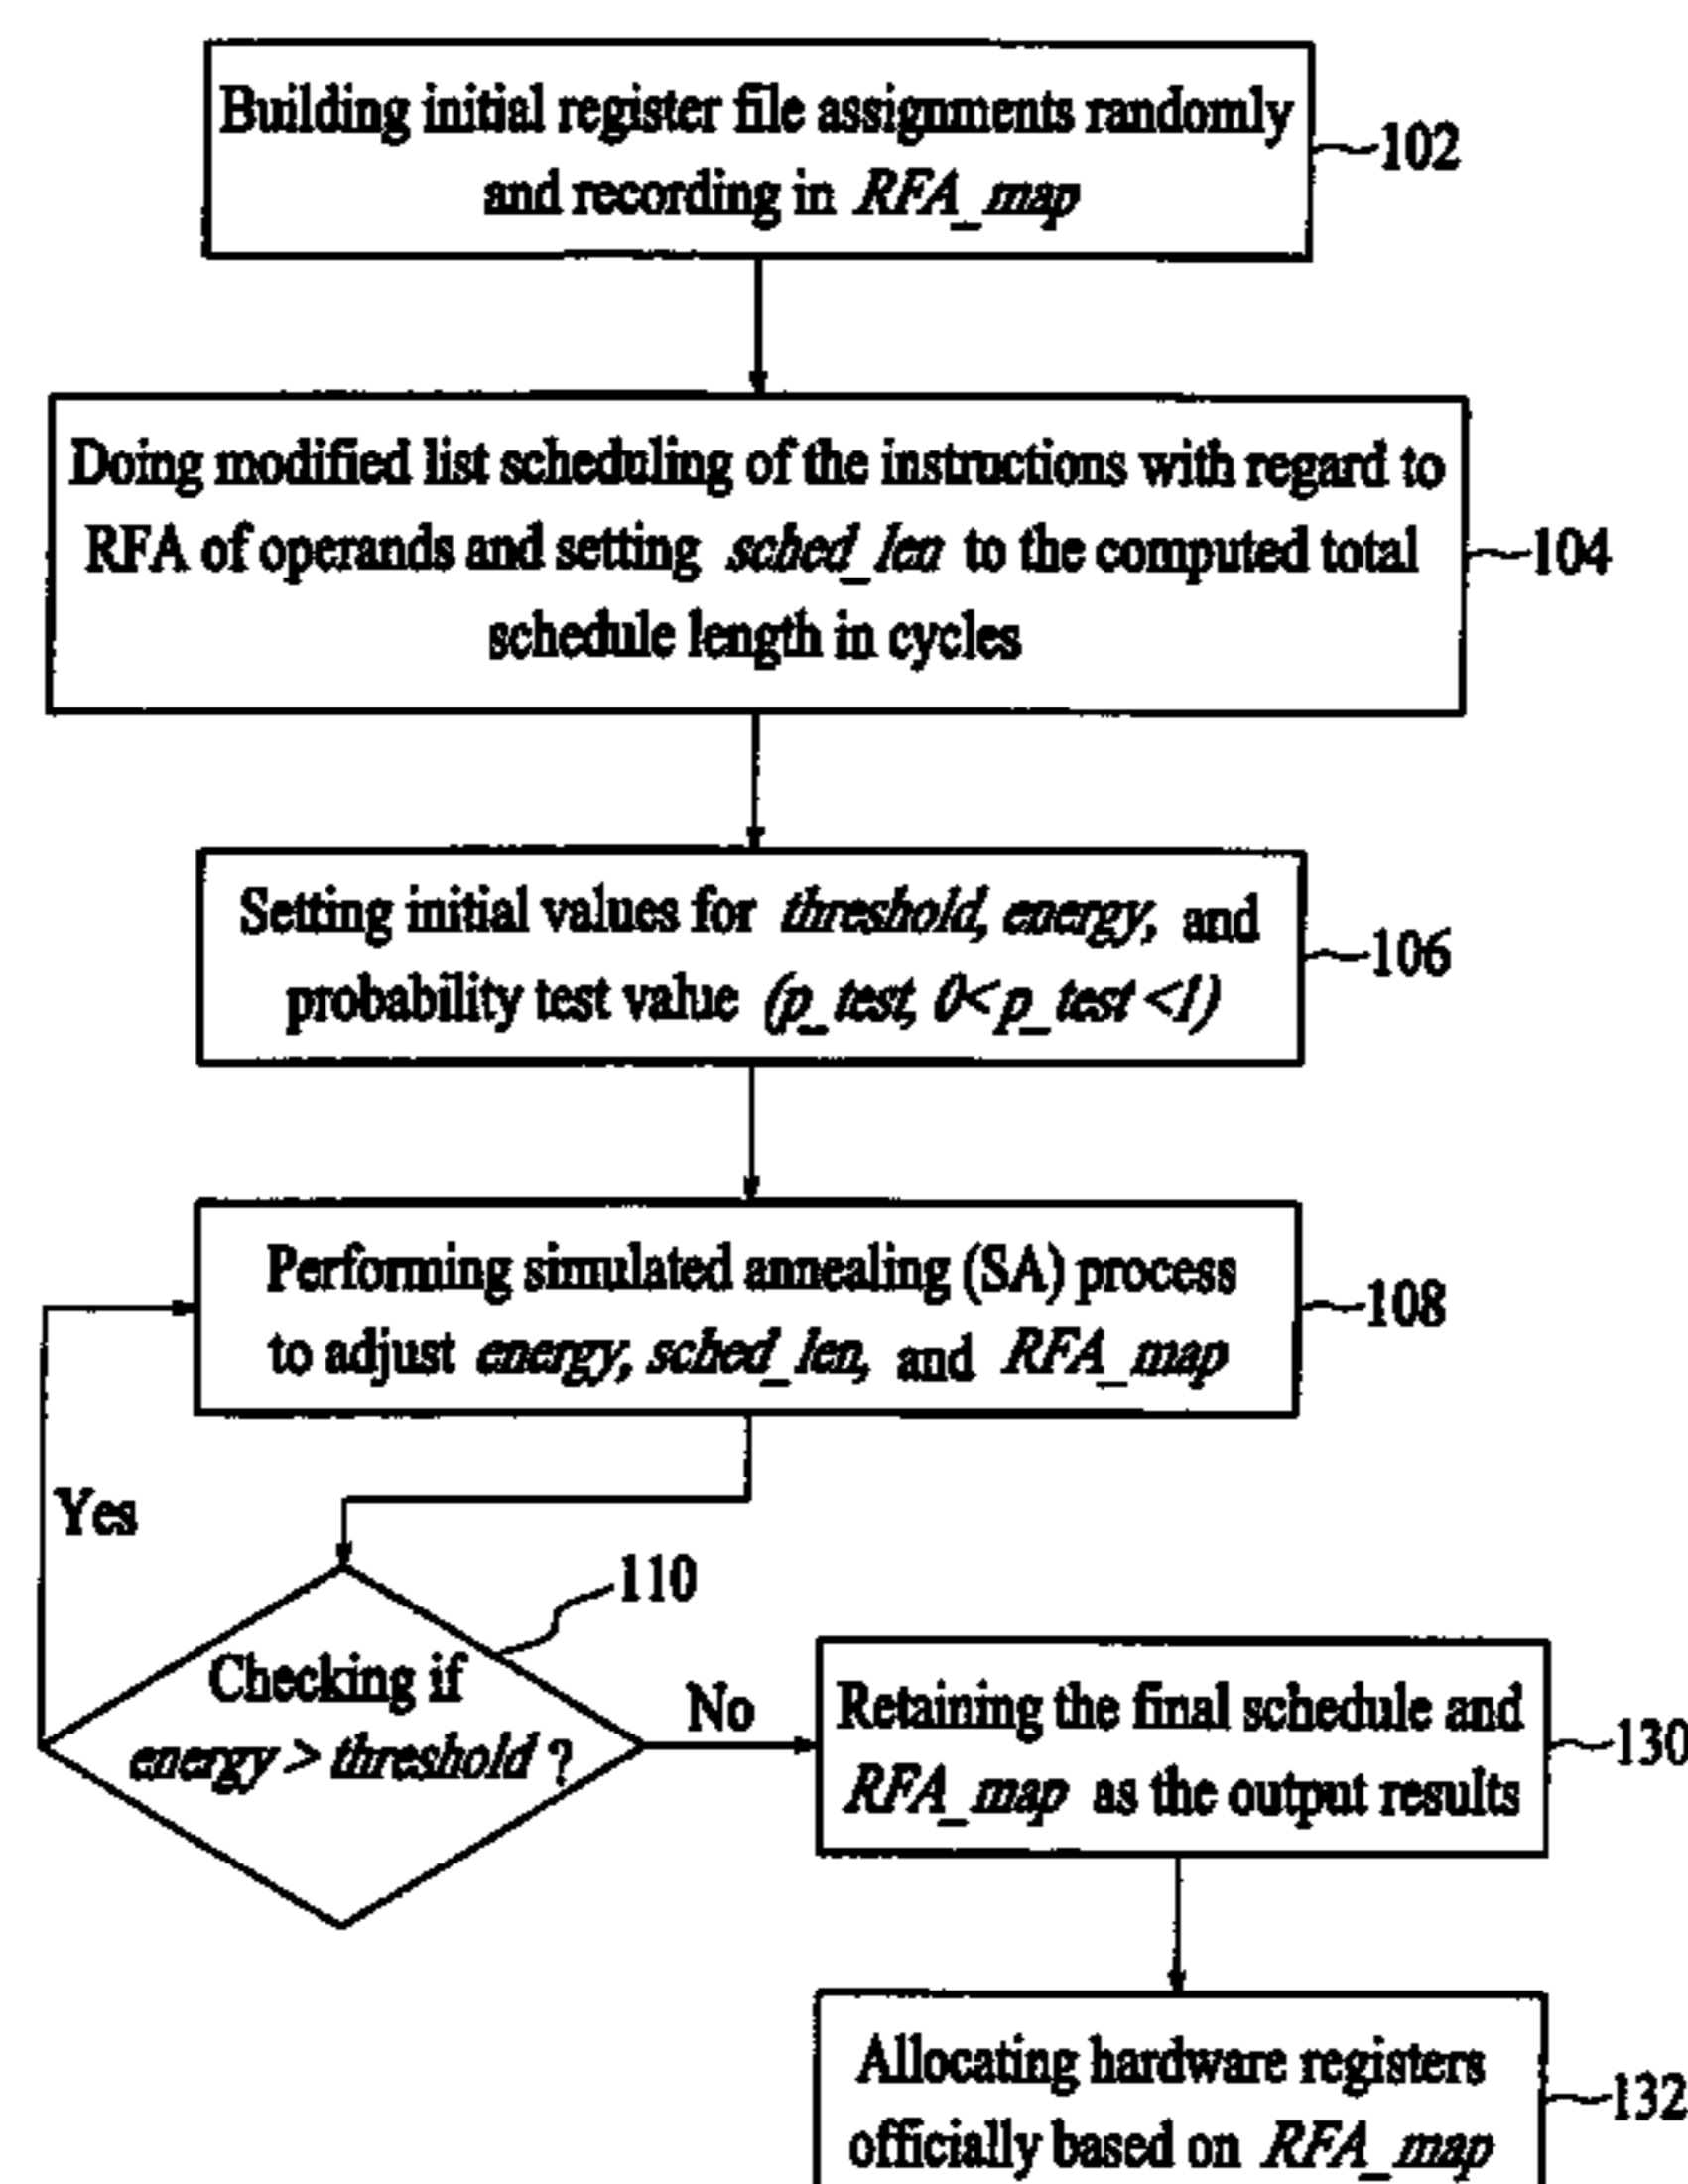 Building initial register file assignments randomly
and recording in RFA_map
102
Doing modified list scheduling of the instructions with regard to
RFA of operands and setting sched_len to the computed total
schedule length in cycles
104
Setting initial values for threshold, energy, and
probability test value (p_test, 0<p_test<1)
106
Performing simulated annealing (SA) process
to adjust energy, sched_len, and RFA_map
108
Yes
110
Checking if
energy > threshold ?
No
Retaining the final schedule and
RFA_map as the output results
130
Allocating hardware registers
officially based on RFA_map
132